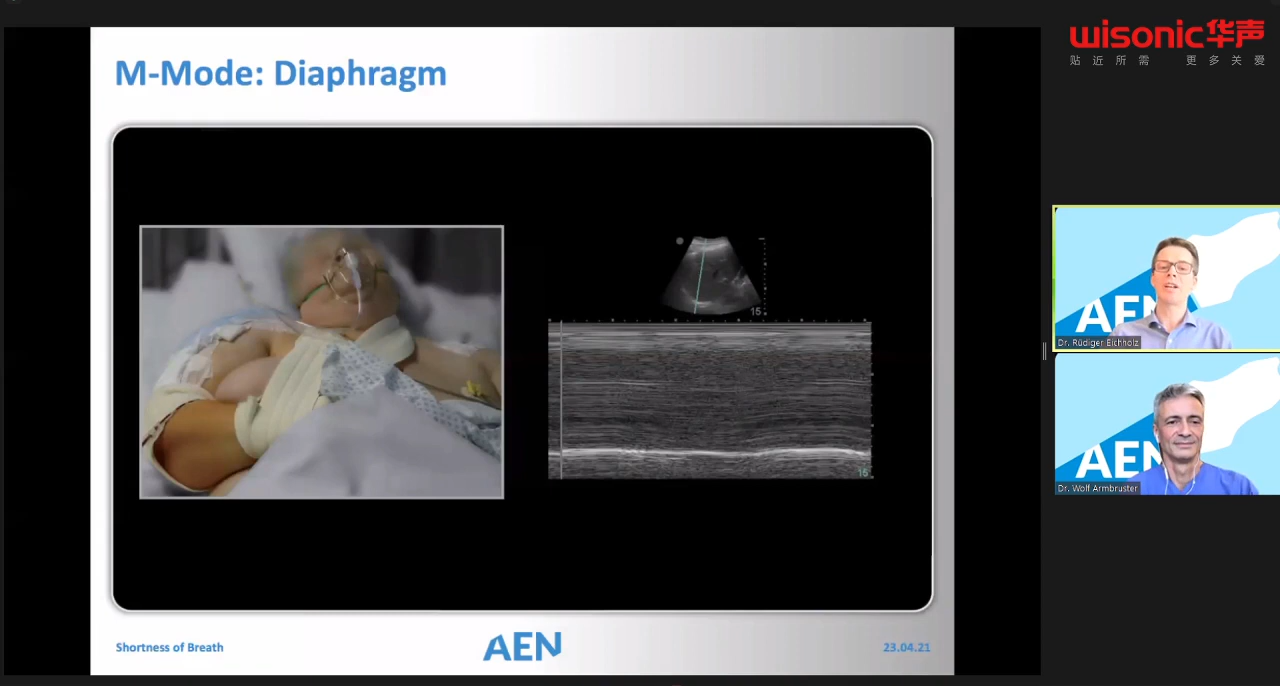 M-Mode: Diaphragm
15
15
Shortness of Breath
AEN
23.04.21
wisonic华声
贴近所需 更多关爱
AEN
Dr. Rüdiger Eichholz
AEN
Dr. Wolf Armbruster